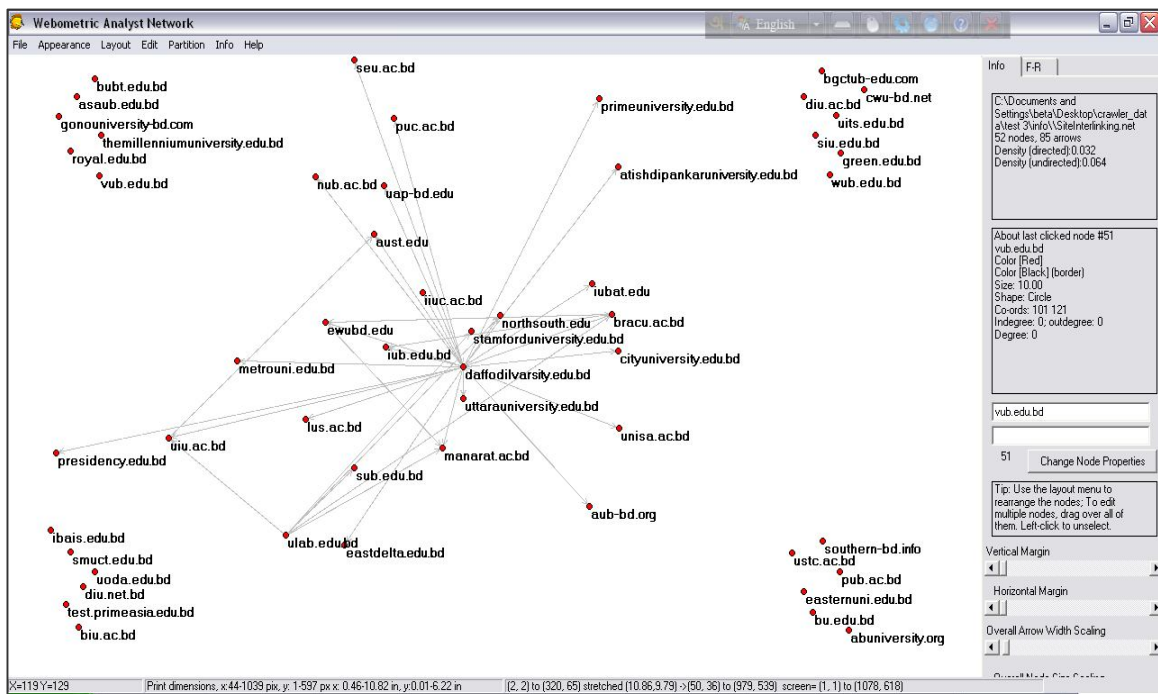 Webometric Analyst Network
English
File Appearance Layout Edit Partition Info Help
seu.ac.bd
bubt.edu.bd
asaub.edu.bd
gonouniversity-bd.com
themillenniumuniversity.edu.bd
royal.edu.bd
vub.edu.bd
puc.ac.bd
nub.ac.bd
uap-bd.edu
aust.edu
primeuniversity.edu.bd
atishdipankaruniversity.edu.bd
bgctub-edu.com
cwu-bd.net
diu.ac.bd
uits.edu.bd
siu.edu.bd
green.edu.bd
wub.edu.bd
iiuc.ac.bd
iubat.edu
ewubd.edu
northsouth.edu
bracu.ac.bd
stamforduniversity.edu.bd
iub.edu.bd
cityuniversity.edu.bd
metrouni.edu.bd
daffodilvarsity.edu.bd
uttarauniversity.edu.bd
lus.ac.bd
unisa.ac.bd
uiu.ac.bd
presidency.edu.bd
manarat.ac.bd
sub.edu.bd
aub-bd.org
ulab.edu.bd
eastdelta.edu.bd
ibais.edu.bd
smuct.edu.bd
uoda.edu.bd
diu.net.bd
test.primeasia.edu.bd
biu.ac.bd
southern-bd.info
ustc.ac.bd
pub.ac.bd
easternuni.edu.bd
bu.edu.bd
abuniversity.org
Info F-R
C:\Documents and
Settings\beta\Desktop\crawler_dat
a\test 3\info\\SiteInterlinking.net
52 nodes, 85 arrows
Density (directed):0.032
Density (undirected):0.064
About last clicked node #51
vub.edu.bd
Color [Red]
Color [Black] (border)
Size: 10.00
Shape: Circle
Co-ords: 101 121
Indegree: 0; outdegree: 0
Degree: 0
vub.edu.bd
51 Change Node Properties
Tip: Use the layout menu to
rearrange the nodes; To edit
multiple nodes, drag over all of
them. Left-click to unselect.
Vertical Margin
Horizontal Margin
Overall Arrow Width Scaling
Overall Node Size Scaling
X=119 Y=129 Print dimensions, x:44-1039 pix, y: 1-597 px x: 0.46-10.82 in, y:0.01-6.22 in (2, 2) to (320, 65) stretched (10.86,9.79) ->(50, 36) to (979, 539) screen= (1, 1) to (1078, 618)